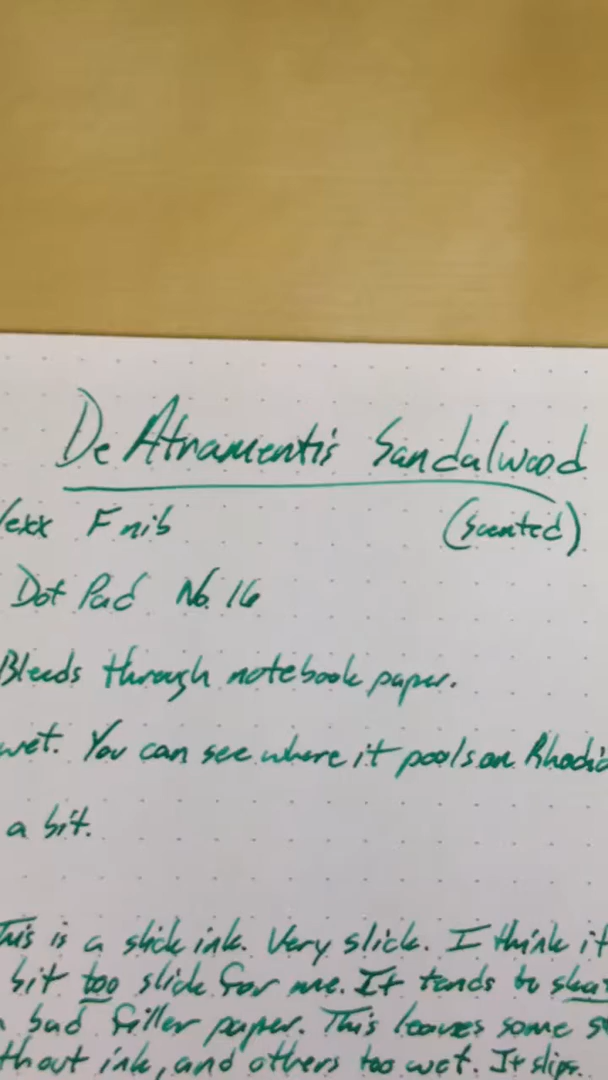 De Atramentis Sandalwood
F nib (scented)
Dot Pad No. 16
Bleeds through notebook paper.
wet. You can see where it pools on Rhodia
a bit.
This is a slick ink. Very slick. I think it
bit too slick for me. It tends to
bad filler paper. This leaves some
ink, and others too wet. It slips.